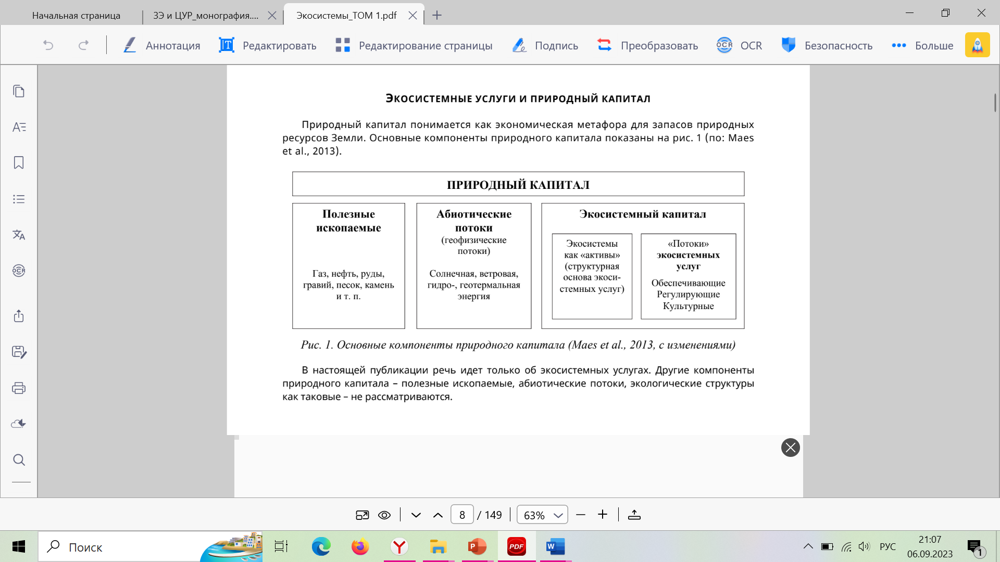 Начальная страница
ЗЭ и ЦУР_монография....
Экосистемы_ТОМ 1.pdf
Аннотация
Редактировать
Редактирование страницы
Подпись
Преобразовать
OCR
OCR
Безопасность
Больше
ЭКОСИСТЕМНЫЕ УСЛУГИ И ПРИРОДНЫЙ КАПИТАЛ
Природный капитал понимается как экономическая метафора для запасов природных
ресурсов Земли. Основные компоненты природного капитала показаны на рис. 1 (по: Maes
et al., 2013).
ПРИРОДНЫЙ КАПИТАЛ
Полезные
ископаемые
Газ, нефть, руды,
гравий, песок, камень
и т. п.
Абиотические
потоки
(геофизические
потоки)
Солнечная, ветровая,
гидро-, геотермальная
энергия
Экосистемный капитал
Экосистемы
как «активы»
(структурная
основа экоси-
стемных услуг)
«Потоки»
экосистемных
услуг
Обеспечивающие
Регулирующие
Культурные
Рис. 1. Основные компоненты природного капитала (Maes et al., 2013, с изменениями)
В настоящей публикации речь идет только об экосистемных услугах. Другие компоненты
природного капитала – полезные ископаемые, абиотические потоки, экологические структуры
как таковые – не рассматриваются.
OCR
8 / 149
63%
Поиск
PDF
РУС
21:07
06.09.2023
1